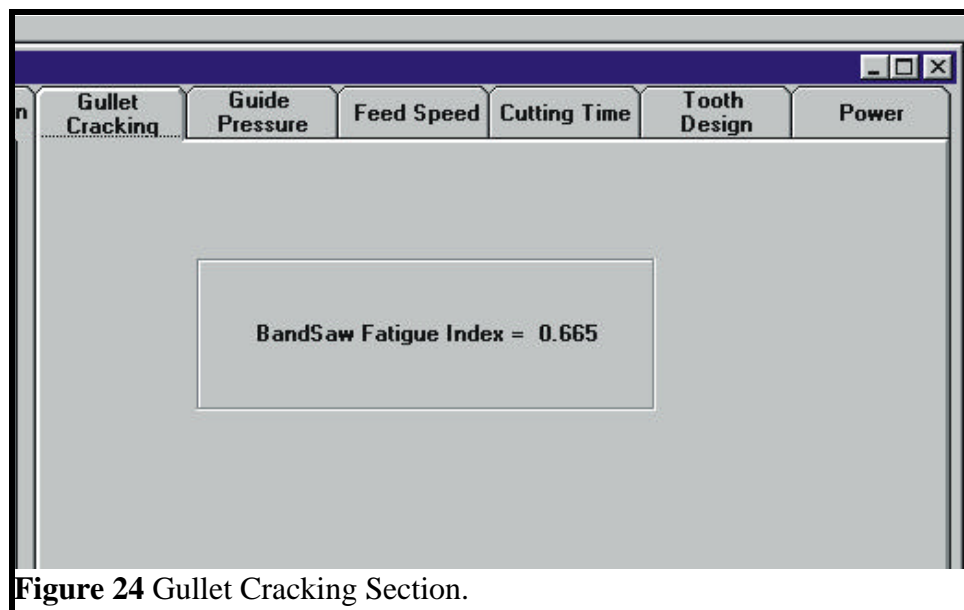 n
Gullet
Cracking
Guide
Pressure
Feed Speed
Cutting Time
Tooth
Design
Power
BandSaw Fatigue Index = 0.665
Figure 24 Gullet Cracking Section.